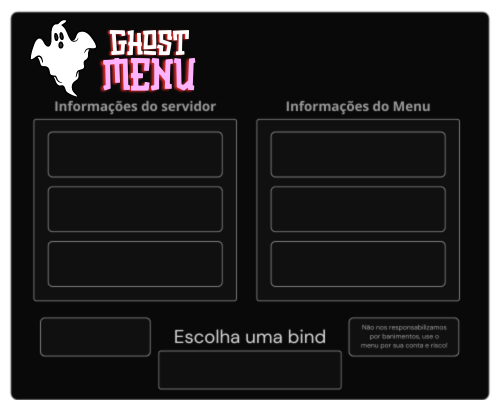 GHOST
MENU
Informações do servidor
Informações do Menu
Escolha uma bind
Não nos responsabilizamos
por banimentos, use o
menu por sua conta e risco!